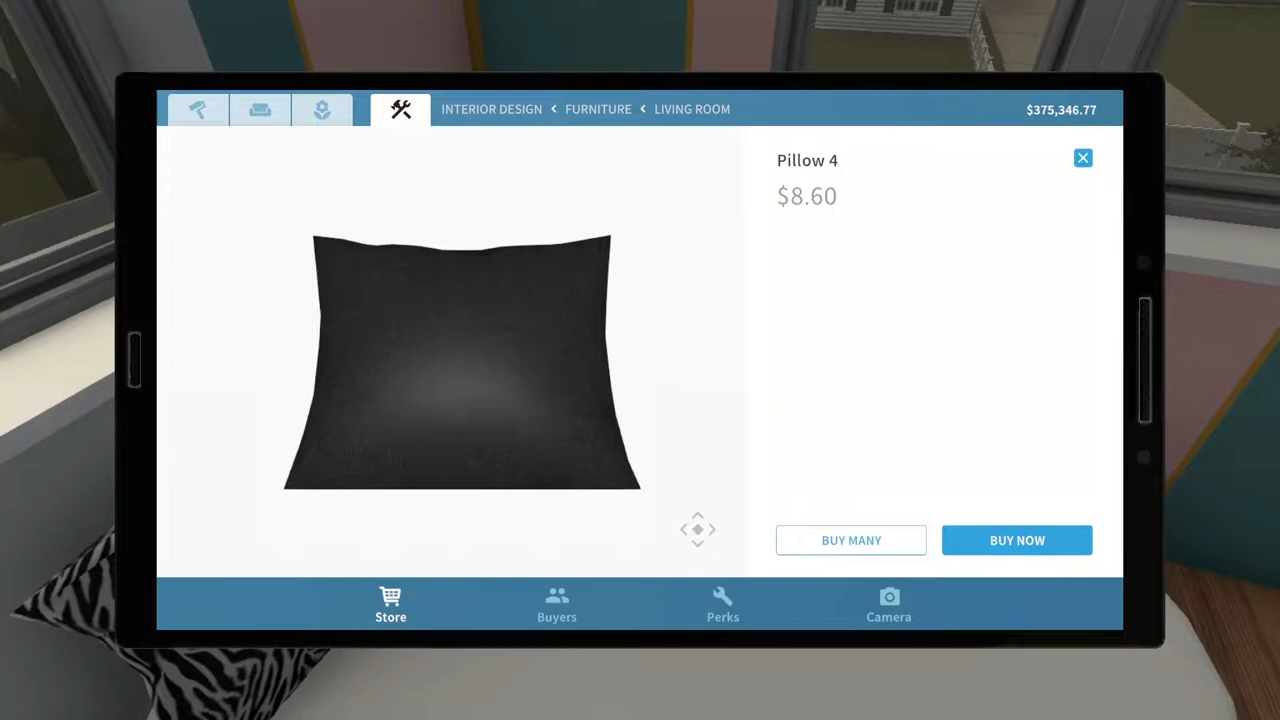 INTERIOR DESIGN < FURNITURE < LIVING ROOM
$375,346.77
Pillow 4
$8.60
BUY MANY
BUY NOW
Store
Buyers
Perks
Camera